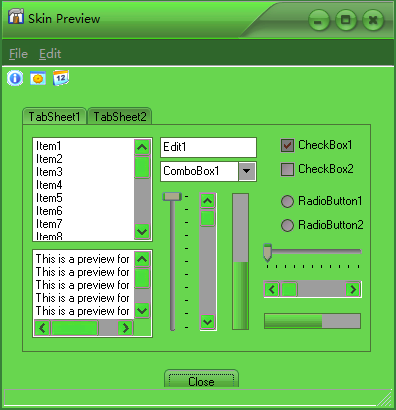 Skin Preview
File Edit
12
TabSheet1 TabSheet2
Item1
Item2
Item3
Item4
Item5
Item6
Item7
Item8
Edit1
ComboBox1
CheckBox1
CheckBox2
RadioButton1
RadioButton2
This is a preview for
This is a preview for
This is a preview for
This is a preview for
This is a preview for
Close